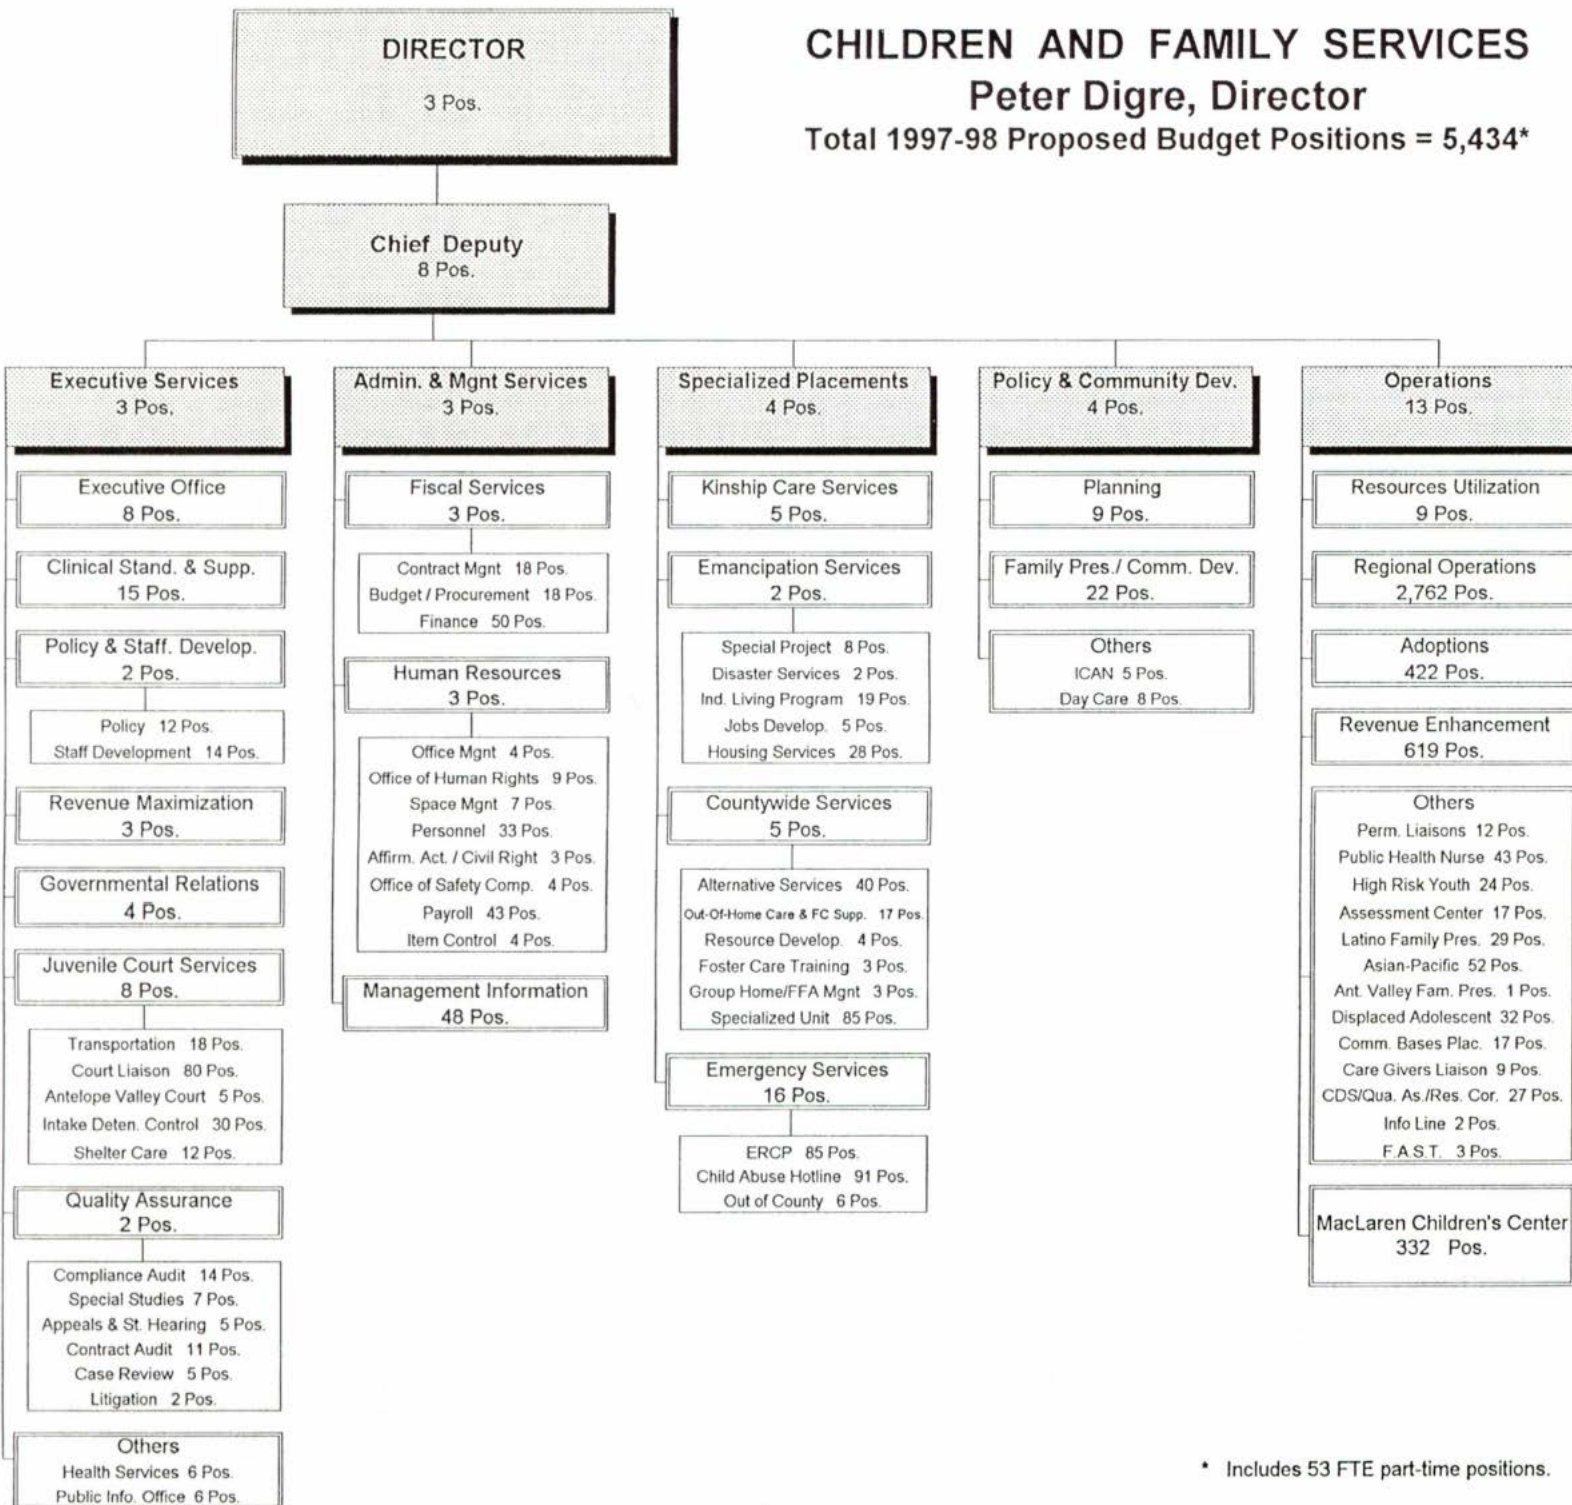 DIRECTOR
3 Pos.
CHILDREN AND FAMILY SERVICES
Peter Digre, Director
Total 1997-98 Proposed Budget Positions = 5,434*
Chief Deputy
8 Pos.
Executive Services
3 Pos.
Executive Office
8 Pos.
Clinical Stand. & Supp.
15 Pos.
Policy & Staff. Develop.
2 Pos.
Policy 12 Pos.
Staff Development 14 Pos.
Revenue Maximization
3 Pos.
Governmental Relations
4 Pos.
Juvenile Court Services
8 Pos.
Transportation 18 Pos.
Court Liaison 80 Pos.
Antelope Valley Court 5 Pos.
Intake Deten. Control 30 Pos.
Shelter Care 12 Pos.
Quality Assurance
2 Pos.
Compliance Audit 14 Pos.
Special Studies 7 Pos.
Appeals & St. Hearing 5 Pos.
Contract Audit 11 Pos.
Case Review 5 Pos.
Litigation 2 Pos.
Others
Health Services 6 Pos.
Public Info. Office 6 Pos.
Admin. & Mgnt Services
3 Pos.
Fiscal Services
3 Pos.
Contract Mgnt 18 Pos.
Budget / Procurement 18 Pos.
Finance 50 Pos.
Human Resources
3 Pos.
Office Mgnt 4 Pos.
Office of Human Rights 9 Pos.
Space Mgnt 7 Pos.
Personnel 33 Pos.
Affirm. Act. / Civil Right 3 Pos.
Office of Safety Comp. 4 Pos.
Payroll 43 Pos.
Item Control 4 Pos.
Management Information
48 Pos.
Specialized Placements
4 Pos.
Kinship Care Services
5 Pos.
Emancipation Services
2 Pos.
Special Project 8 Pos.
Disaster Services 2 Pos.
Ind. Living Program 19 Pos.
Jobs Develop. 5 Pos.
Housing Services 28 Pos.
Countywide Services
5 Pos.
Alternative Services 40 Pos.
Out-Of-Home Care & FC Supp. 17 Pos.
Resource Develop. 4 Pos.
Foster Care Training 3 Pos.
Group Home/FFA Mgnt 3 Pos.
Specialized Unit 85 Pos.
Emergency Services
16 Pos.
ERCP 85 Pos.
Child Abuse Hotline 91 Pos.
Out of County 6 Pos.
Policy & Community Dev.
4 Pos.
Planning
9 Pos.
Family Pres./ Comm. Dev.
22 Pos.
Others
ICAN 5 Pos.
Day Care 8 Pos.
Operations
13 Pos.
Resources Utilization
9 Pos.
Regional Operations
2,762 Pos.
Adoptions
422 Pos.
Revenue Enhancement
619 Pos.
Others
Perm. Liaisons 12 Pos.
Public Health Nurse 43 Pos.
High Risk Youth 24 Pos.
Assessment Center 17 Pos.
Latino Family Pres. 29 Pos.
Asian-Pacific 52 Pos.
Ant. Valley Fam. Pres. 1 Pos.
Displaced Adolescent 32 Pos.
Comm. Bases Plac. 17 Pos.
Care Givers Liaison 9 Pos.
CDS/Qua. As./Res. Cor. 27 Pos.
Info Line 2 Pos.
F.A.S.T. 3 Pos.
MacLaren Children's Center
332 Pos.
* Includes 53 FTE part-time positions.